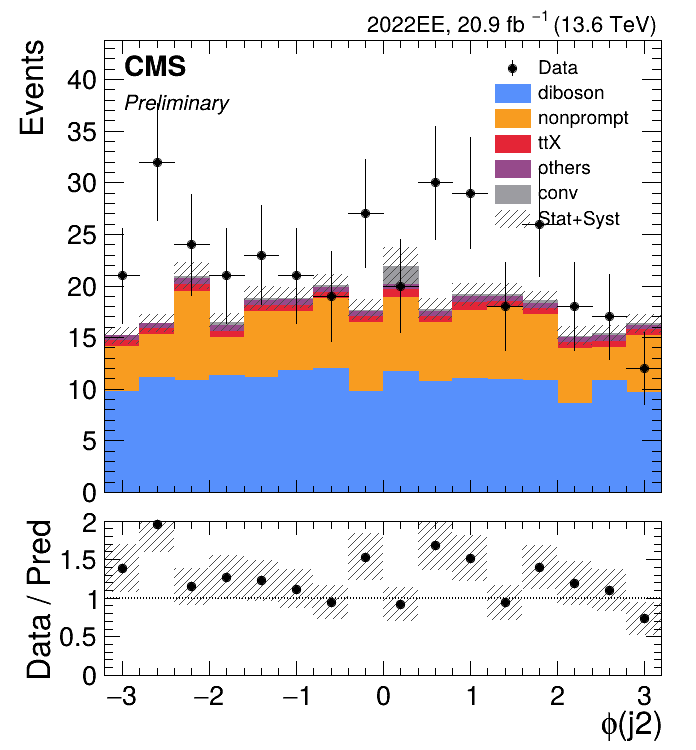 2022EE, 20.9 fb⁻¹ (13.6 TeV)
CMS
Preliminary
Events
40
35
30
25
20
15
10
5
0
Data
diboson
nonprompt
ttX
others
conv
Stat+Syst
Data / Pred
2
1.5
1
0.5
0
−3 −2 −1 0 1 2 3
ϕ(j2)